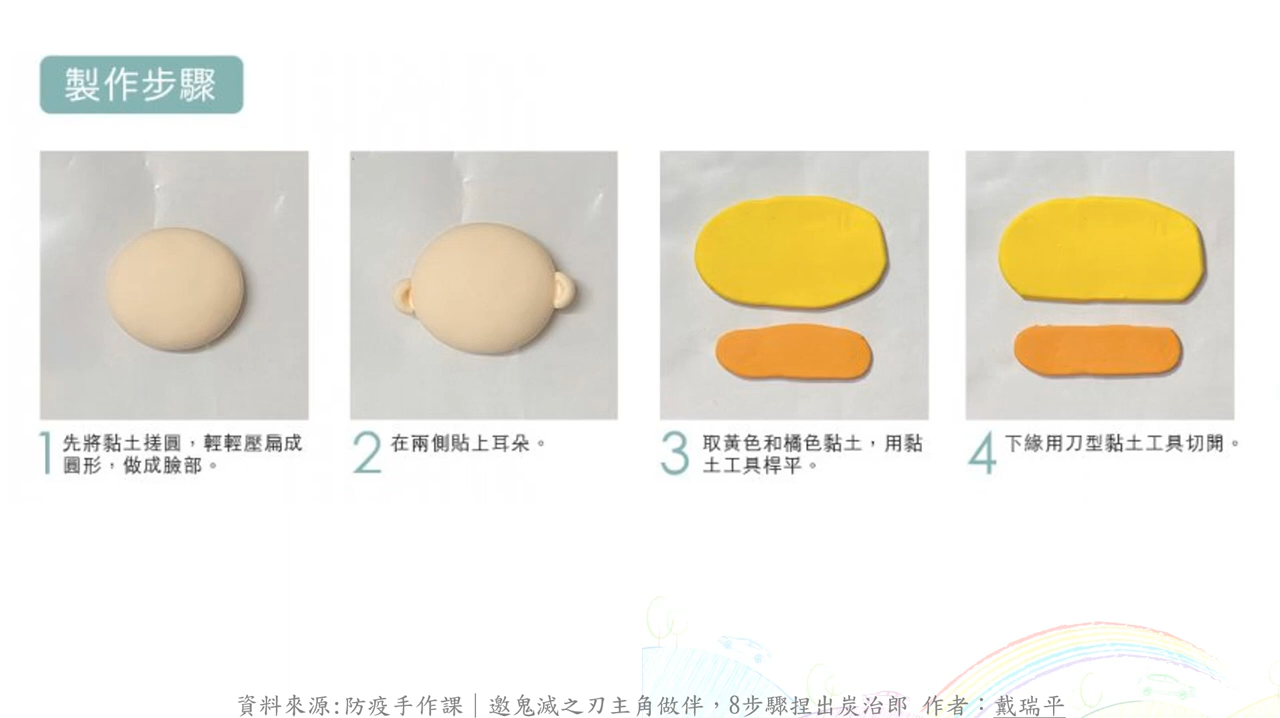 製作步驟
1 先將黏土搓圓，輕輕壓扁成
圓形，做成臉部。
2 在兩側貼上耳朵。
3 取黃色和橘色黏土，用黏
土工具桿平。
4 下緣用刀型黏土工具切開。
資料來源:防疫手作課｜邀鬼滅之刃主角做伴，8步驟捏出炭治郎 作者：戴瑞平